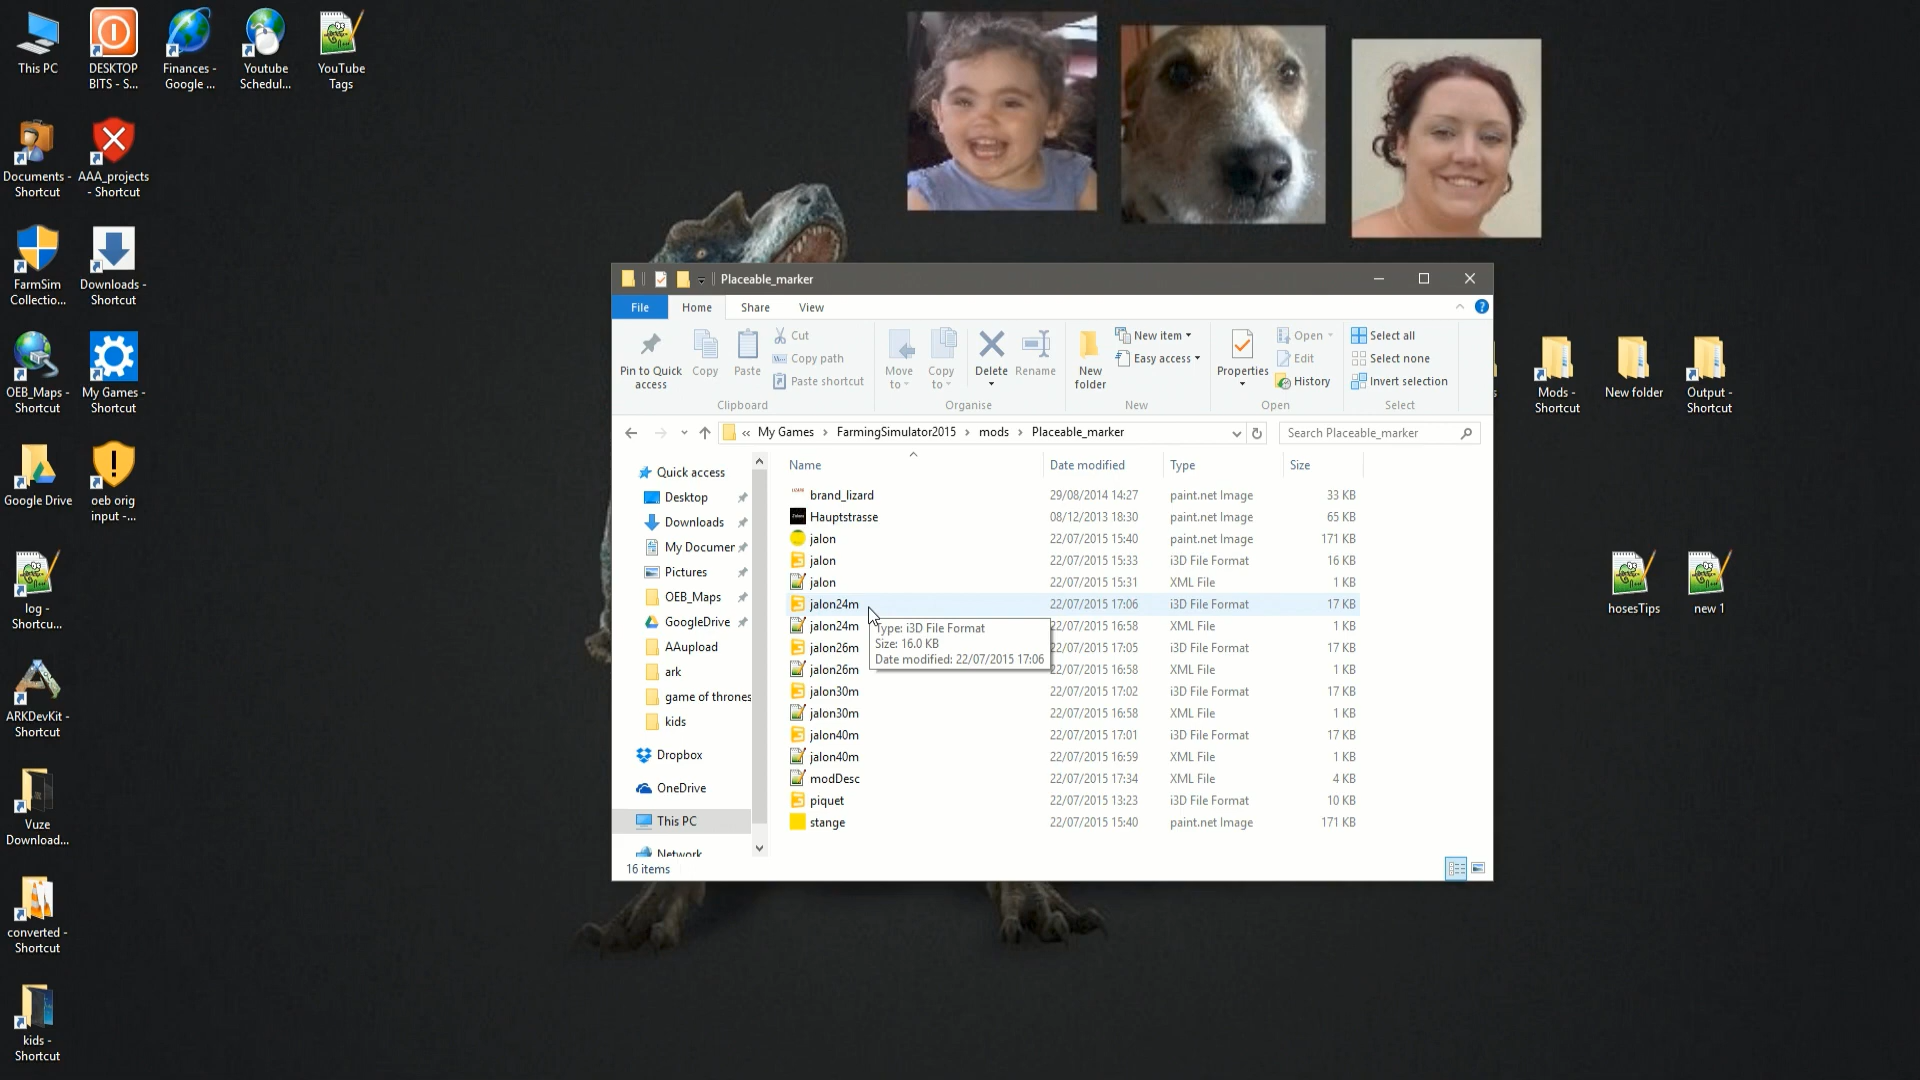 This PC
DESKTOP
BITS - S...
Finances -
Google ...
Youtube
Schedul...
YouTube
Tags
Documents -
Shortcut
AAA_projects
- Shortcut
FarmSim
Collectio...
Downloads -
Shortcut
OEB_Maps -
Shortcut
My Games -
Shortcut
Google Drive
oeb orig
input -...
log -
Shortcu...
ARKDevKit -
Shortcut
Vuze
Download...
converted -
Shortcut
kids -
Shortcut
Placeable_marker
File Home Share View
Pin to Quick
access
Copy
Paste
Cut
Copy path
Paste shortcut
Clipboard
Move
to
Copy
to
Delete
Rename
Organise
New
folder
New item
Easy access
New
Properties
Open
Edit
History
Open
Select all
Select none
Invert selection
Select
« My Games › FarmingSimulator2015 › mods › Placeable_marker
Search Placeable_marker
Quick access
Desktop
Downloads
My Documer
Pictures
OEB_Maps
GoogleDrive
AAupload
ark
game of thrones
kids
Dropbox
OneDrive
This PC
Network
Name Date modified Type Size
brand_lizard 29/08/2014 14:27 paint.net Image 33 KB
Hauptstrasse 08/12/2013 18:30 paint.net Image 65 KB
jalon 22/07/2015 15:40 paint.net Image 171 KB
jalon 22/07/2015 15:33 i3D File Format 16 KB
jalon 22/07/2015 15:31 XML File 1 KB
jalon24m 22/07/2015 17:06 i3D File Format 17 KB
jalon24m 22/07/2015 16:58 XML File 1 KB
jalon26m 22/07/2015 17:05 i3D File Format 17 KB
jalon26m 22/07/2015 16:58 XML File 1 KB
jalon30m 22/07/2015 17:02 i3D File Format 17 KB
jalon30m 22/07/2015 16:58 XML File 1 KB
jalon40m 22/07/2015 17:01 i3D File Format 17 KB
jalon40m 22/07/2015 16:59 XML File 1 KB
modDesc 22/07/2015 17:34 XML File 4 KB
piquet 22/07/2015 13:23 i3D File Format 10 KB
stange 22/07/2015 15:40 paint.net Image 171 KB
Type: i3D File Format
Size: 16.0 KB
Date modified: 22/07/2015 17:06
16 items
Mods -
Shortcut
New folder
Output -
Shortcut
hosesTips
new 1